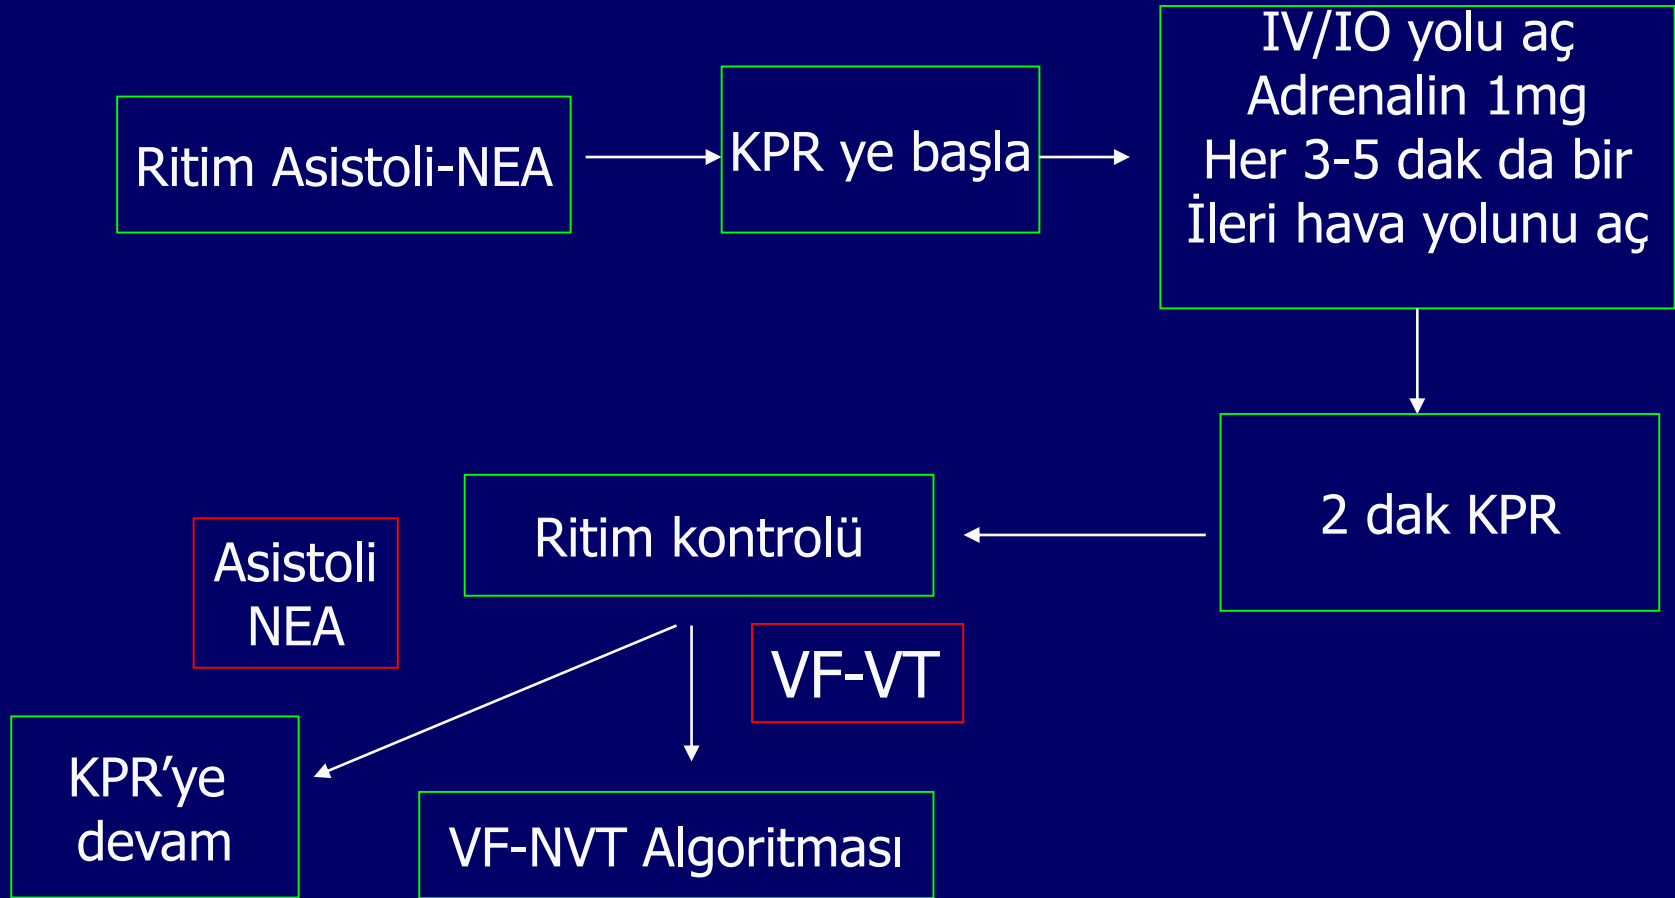 Ritim Asistoli-NEA
KPR ye başla
IV/IO yolu aç
Adrenalin 1mg
Her 3-5 dak da bir
İleri hava yolunu aç
2 dak KPR
Ritim kontrolü
Asistoli
NEA
VF-VT
KPR’ye
devam
VF-NVT Algoritması